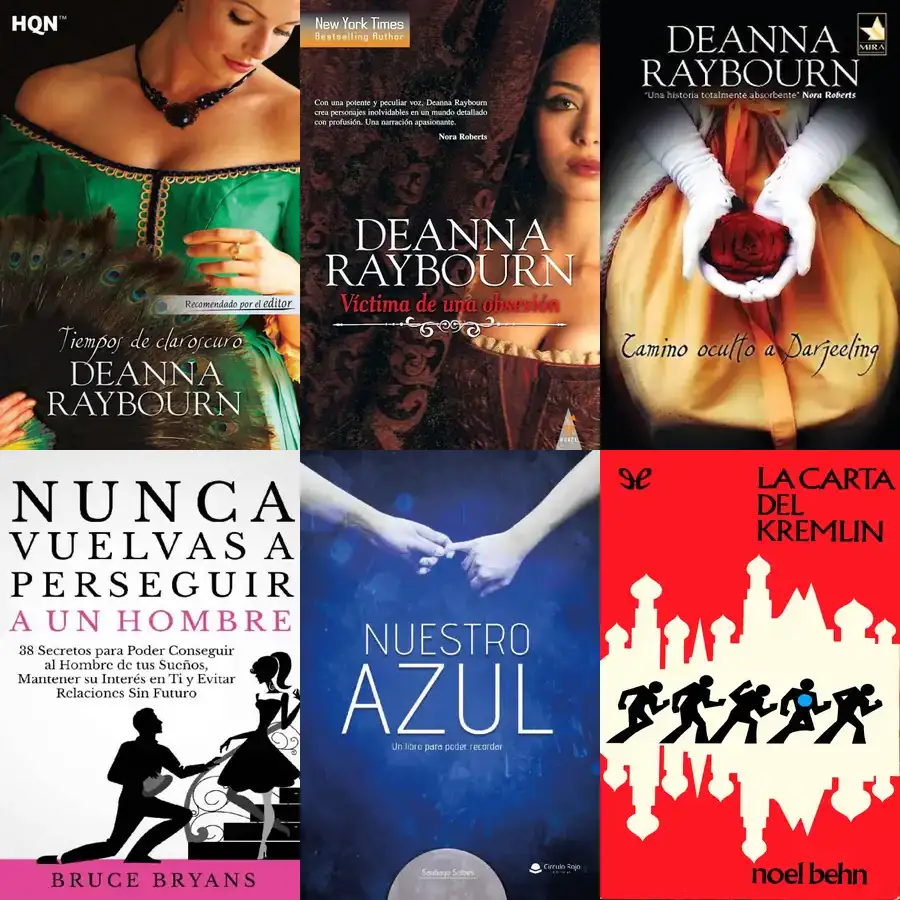 HQN™
Recomendado por el editor
Tiempos de claroscuro
DEANNA
RAYBOURN
New York Times
Bestselling Author
Con una potente y peculiar voz, Deanna Raybourn
crea personajes inolvidables en un mundo detallado
con profusión. Una narración apasionante.
Nora Roberts
DEANNA
RAYBOURN
Víctima de una obsesión
DEANNA
RAYBOURN
MIRA
"Una historia totalmente absorbente" Nora Roberts
Camino oculto a Darjeeling
NUNCA
VUELVAS A
PERSEGUIR
A UN HOMBRE
38 Secretos para Poder Conseguir
al Hombre de tus Sueños,
Mantener su Interés en Ti y Evitar
Relaciones Sin Futuro
BRUCE BRYANS
NUESTRO
AZUL
Un libro para poder recordar
Círculo Rojo
LA CARTA
DEL
KREMLIN
noel behn